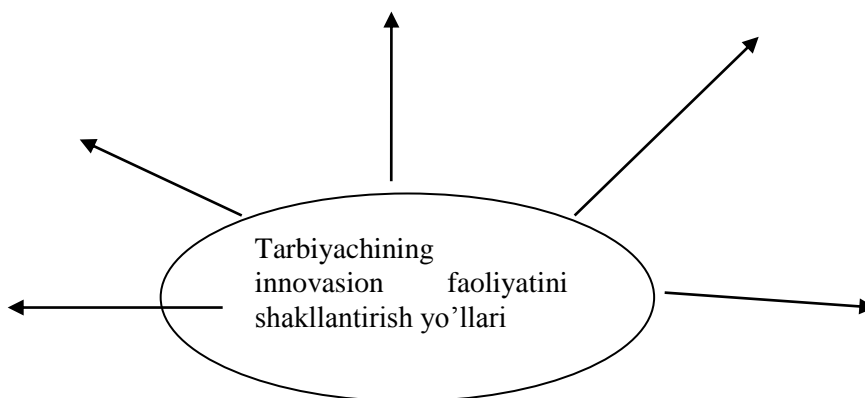 Tarbiyachining
innovasion faoliyatini
shakllantirish yo’llari